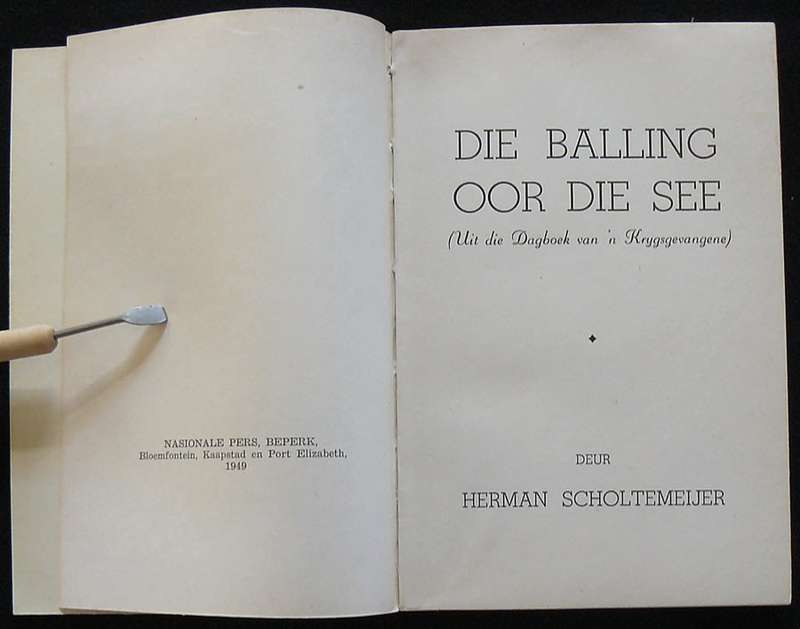 NASIONALE PERS, BEPERK,
Bloemfontein, Kaapstad en Port Elizabeth,
1949
DIE BALLING
OOR DIE SEE
(Uit die Dagboek van 'n Krygsgevangene)
DEUR
HERMAN SCHOLTEMEIJER